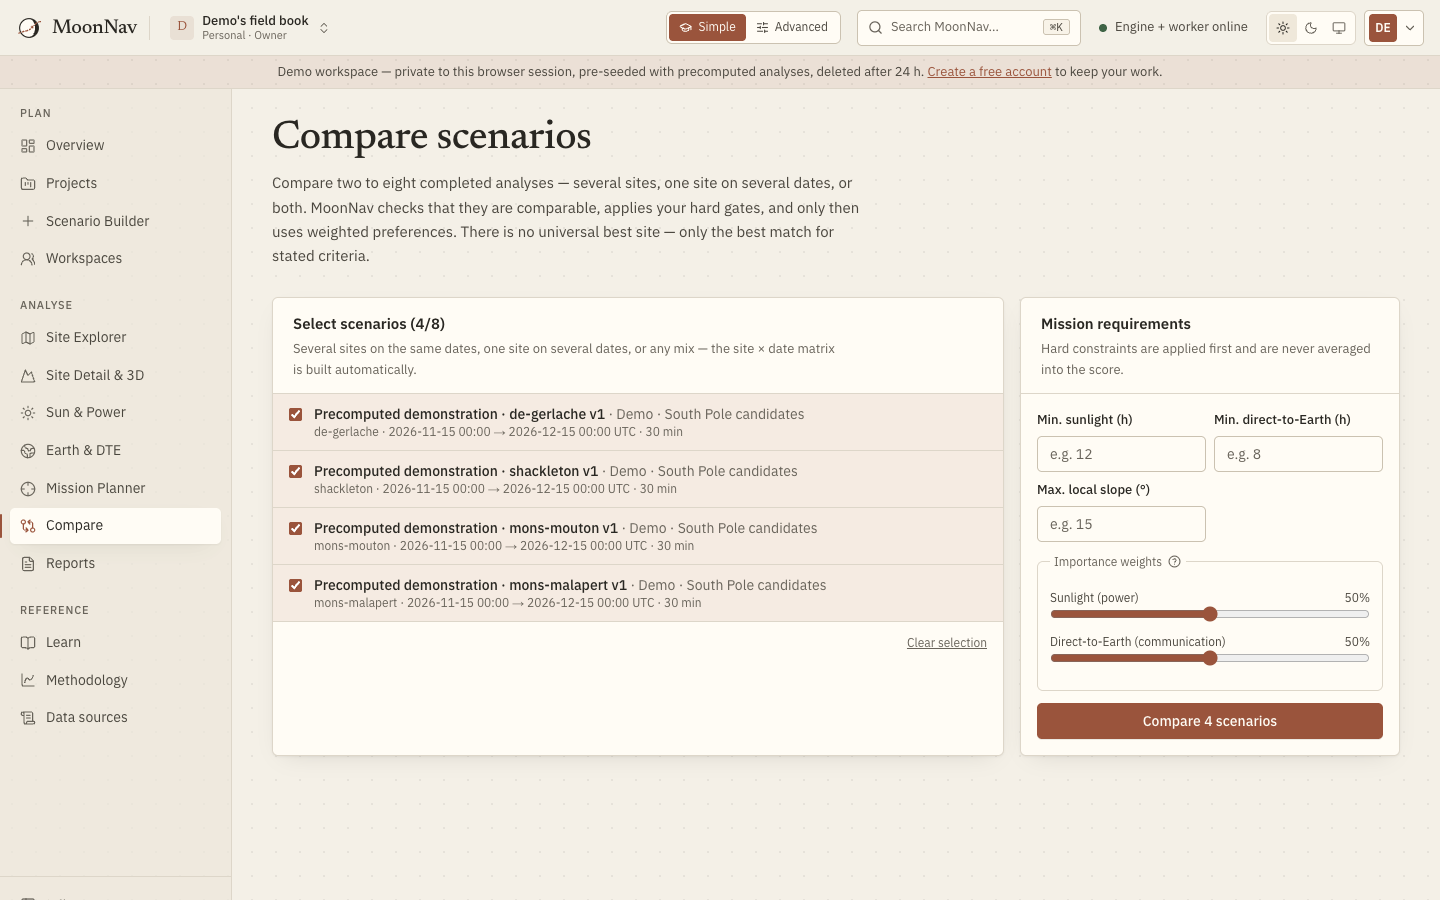 MoonNav
D
Demo's field book
Personal · Owner
Simple
Advanced
Search MoonNav...
⌘K
Engine + worker online
DE
Demo workspace — private to this browser session, pre-seeded with precomputed analyses, deleted after 24 h. Create a free account to keep your work.
PLAN
Overview
Projects
Scenario Builder
Workspaces
ANALYSE
Site Explorer
Site Detail & 3D
Sun & Power
Earth & DTE
Mission Planner
Compare
Reports
REFERENCE
Learn
Methodology
Data sources
Compare scenarios
Compare two to eight completed analyses — several sites, one site on several dates, or
both. MoonNav checks that they are comparable, applies your hard gates, and only then
uses weighted preferences. There is no universal best site — only the best match for
stated criteria.
Select scenarios (4/8)
Several sites on the same dates, one site on several dates, or any mix — the site × date matrix
is built automatically.
Precomputed demonstration · de-gerlache v1 · Demo · South Pole candidates
de-gerlache · 2026-11-15 00:00 → 2026-12-15 00:00 UTC · 30 min
Precomputed demonstration · shackleton v1 · Demo · South Pole candidates
shackleton · 2026-11-15 00:00 → 2026-12-15 00:00 UTC · 30 min
Precomputed demonstration · mons-mouton v1 · Demo · South Pole candidates
mons-mouton · 2026-11-15 00:00 → 2026-12-15 00:00 UTC · 30 min
Precomputed demonstration · mons-malapert v1 · Demo · South Pole candidates
mons-malapert · 2026-11-15 00:00 → 2026-12-15 00:00 UTC · 30 min
Clear selection
Mission requirements
Hard constraints are applied first and are never averaged
into the score.
Min. sunlight (h)
e.g. 12
Min. direct-to-Earth (h)
e.g. 8
Max. local slope (°)
e.g. 15
Importance weights
Sunlight (power) 50%
Direct-to-Earth (communication) 50%
Compare 4 scenarios